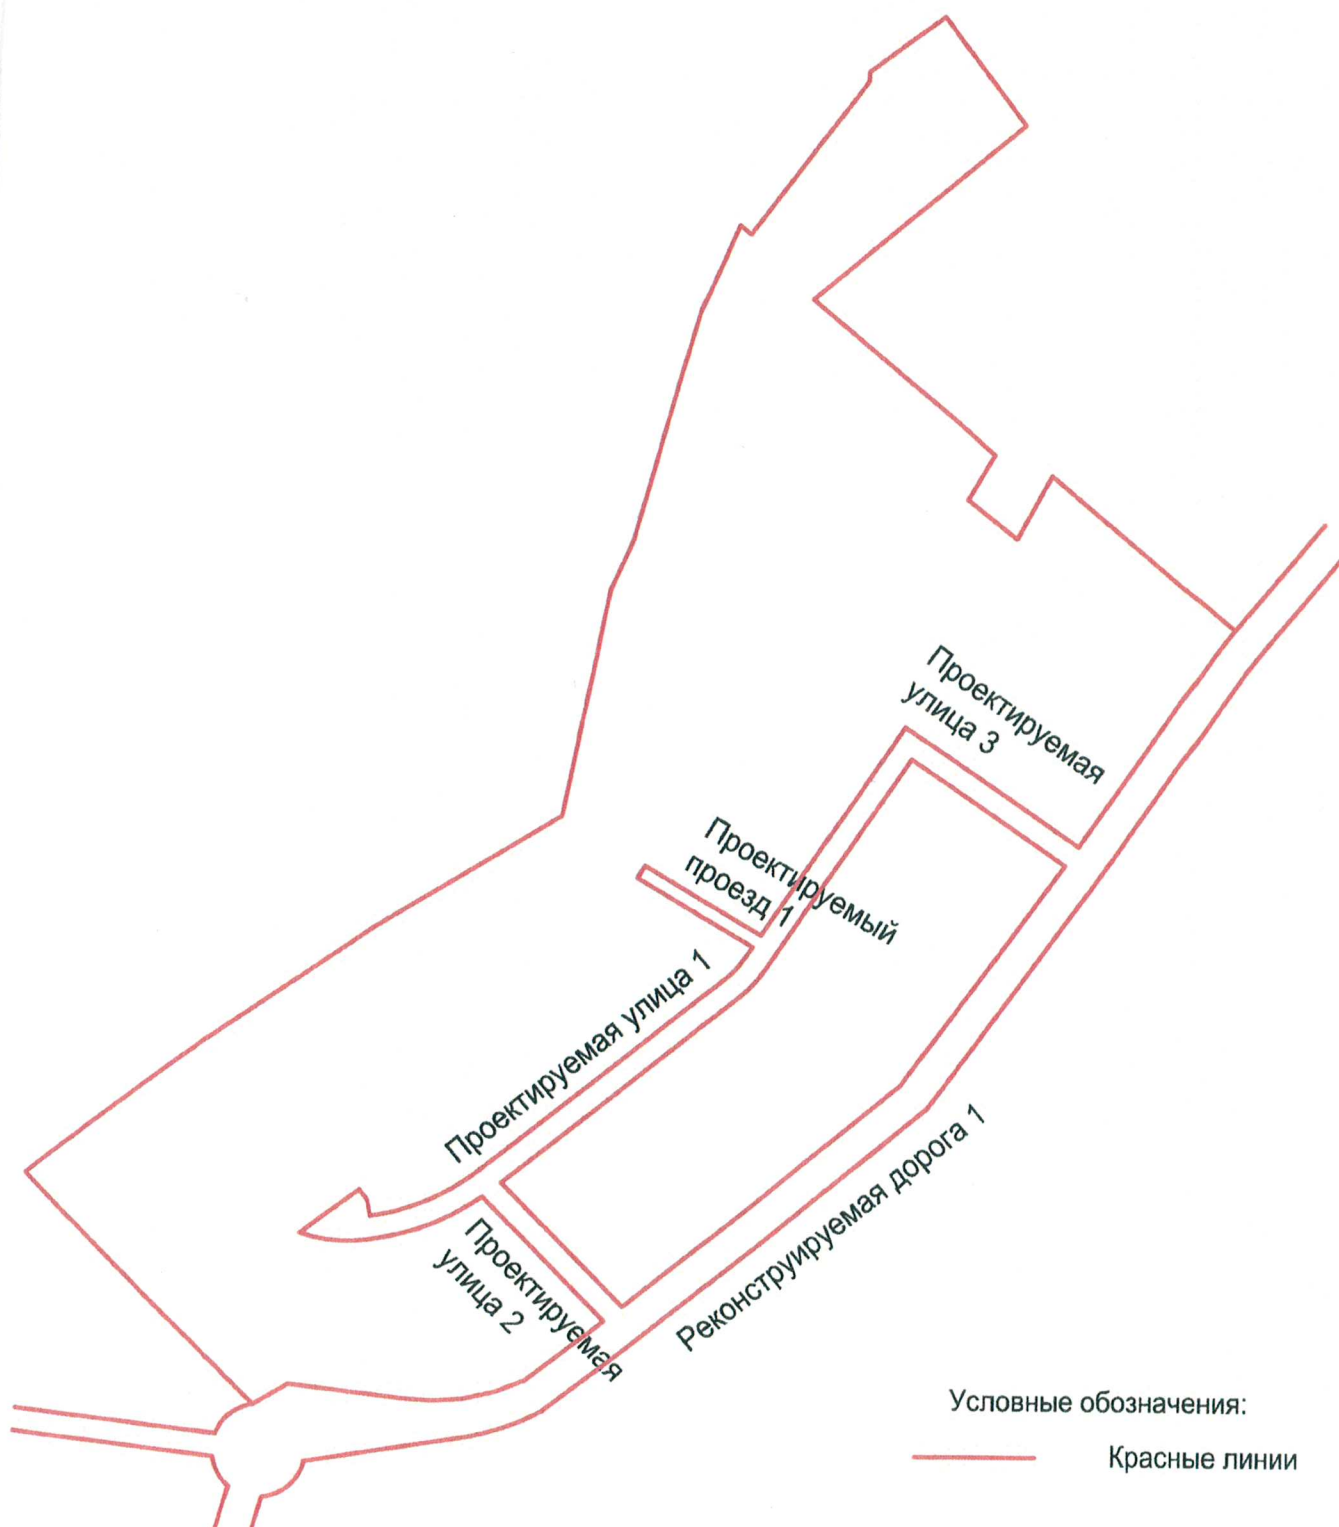 Проектируемая
улица 3
Проектируемый
проезд 1
Проектируемая улица 1
Реконструируемая дорога 1
Проектируемая
улица 2
Условные обозначения:
Красные линии